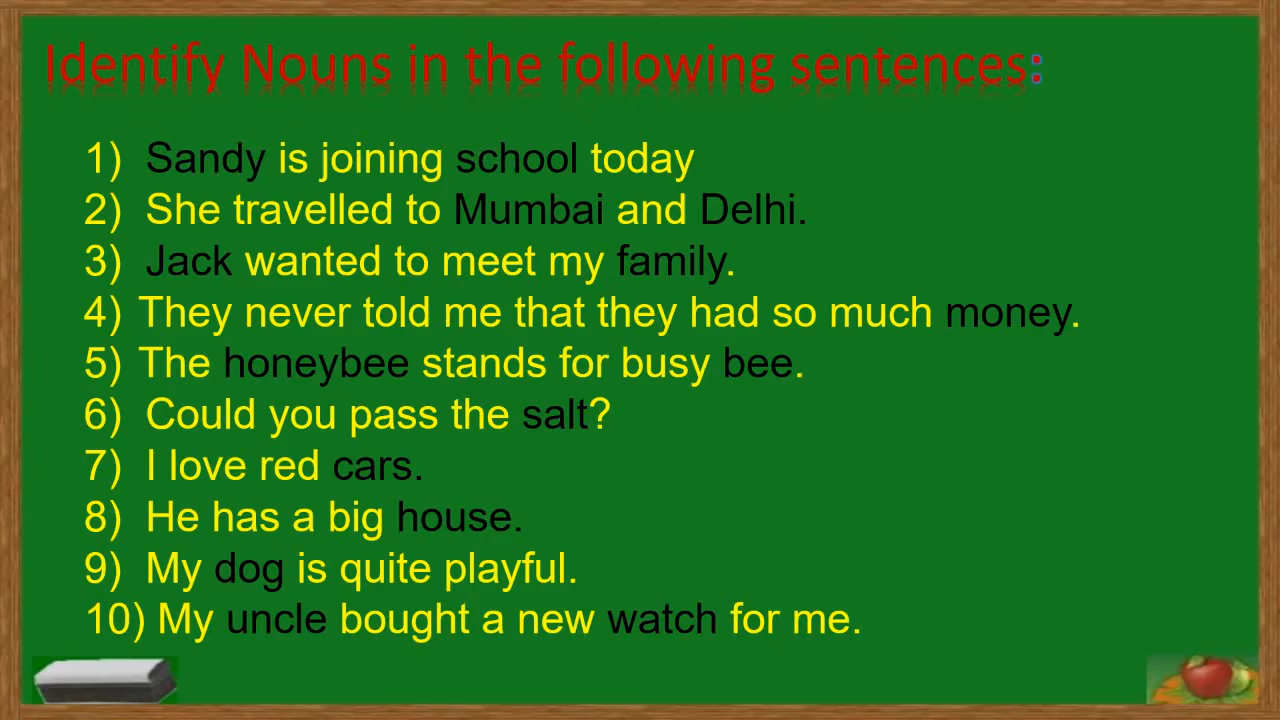 Identify Nouns in the following sentences:
1) Sandy is joining school today
2) She travelled to Mumbai and Delhi.
3) Jack wanted to meet my family.
4) They never told me that they had so much money.
5) The honeybee stands for busy bee.
6) Could you pass the salt?
7) I love red cars.
8) He has a big house.
9) My dog is quite playful.
10) My uncle bought a new watch for me.